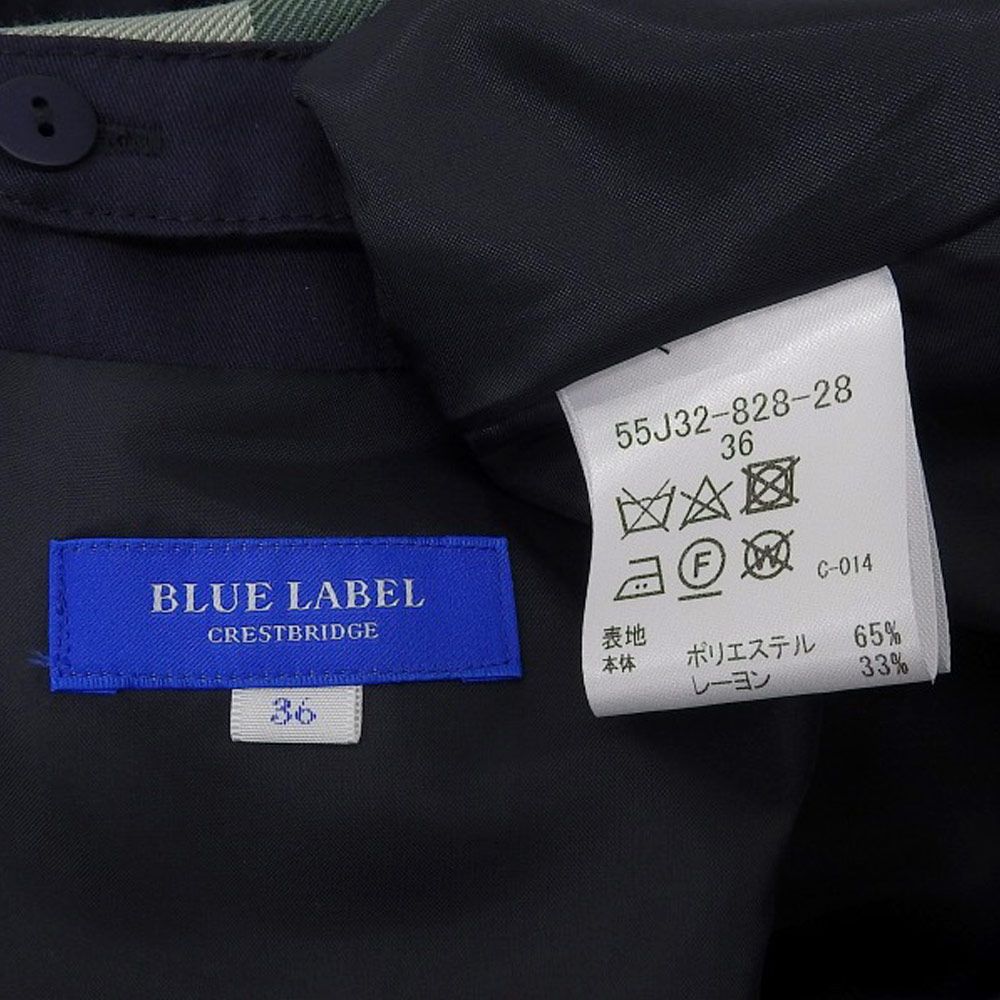 BLUE LABEL
CRESTBRIDGE
36
55J32-828-28
36
F
W
C-014
表地 ポリエステル 65%
本体 レーヨン 33%